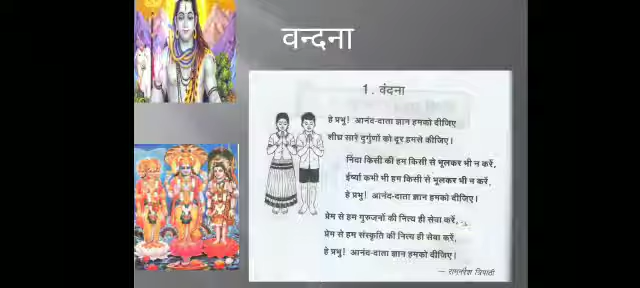 वन्दना
1. वंदना
हे प्रभु! आनंद-दाता ज्ञान हमको दीजिए
शीघ्र सारे दुर्गुणों को दूर हमसे कीजिए।
निंदा किसी की हम किसी से भूलकर भी न करें,
ईर्ष्या कभी भी हम किसी से भूलकर भी न करें,
हे प्रभु! आनंद-दाता ज्ञान हमको दीजिए।
प्रेम से हम गुरुजनों की नित्य ही सेवा करें,
प्रेम से हम संस्कृति की नित्य ही सेवा करें,
हे प्रभु! आनंद-दाता ज्ञान हमको दीजिए।
— रामनरेश त्रिपाठी